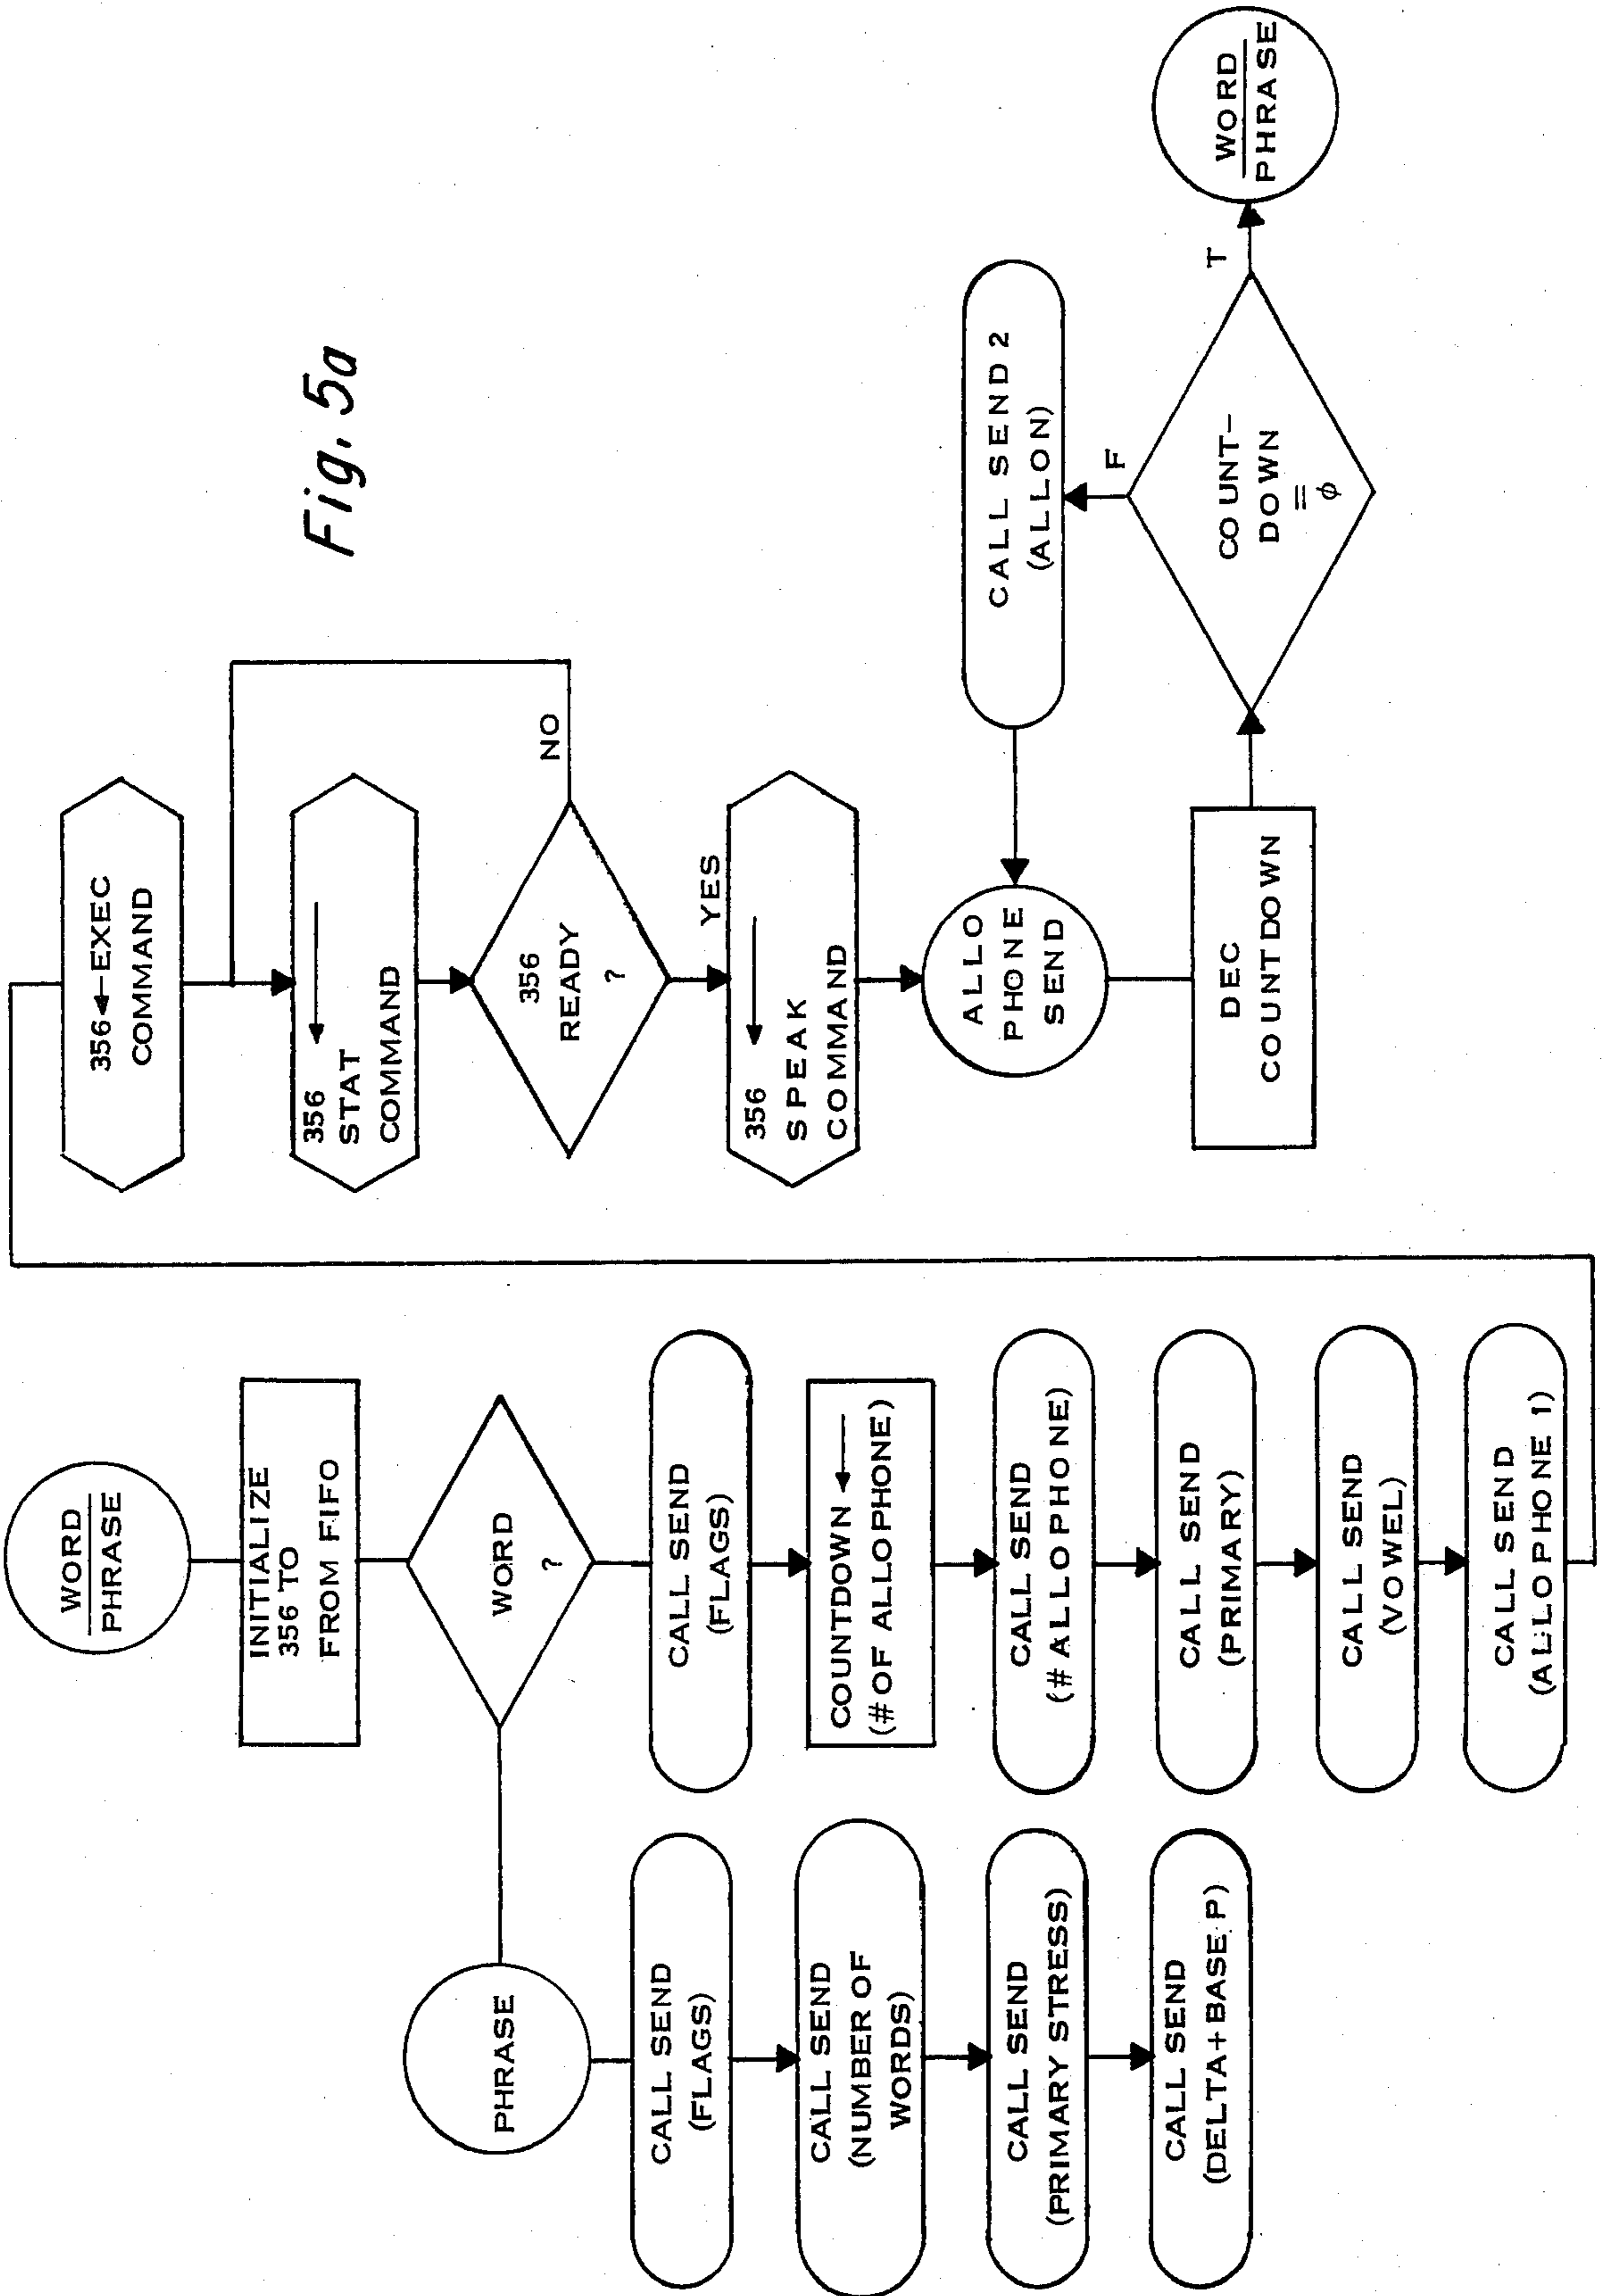 WORD
PHRASE
INITIALIZE
356 TO
FROM FIFO
WORD
?
PHRASE
CALL SEND
(FLAGS)
CALL SEND
(NUMBER OF
WORDS)
CALL SEND
(PRIMARY STRESS)
CALL SEND
(DELTA+BASE P)
CALL SEND
(FLAGS)
COUNTDOWN ←
(# OF ALLOPHONE)
CALL SEND
(# ALLOPHONE)
CALL SEND
(PRIMARY)
CALL SEND
(VOWEL)
CALL SEND
(ALLOPHONE 1)
356←EXEC
COMMAND
356 ←
STAT
COMMAND
356
READY
?
NO
YES
356 ←
SPEAK
COMMAND
ALLO
PHONE
SEND
DEC
COUNTDOWN
COUNT-
DOWN
=
φ
F
T
CALL SEND 2
(ALLON)
WORD
PHRASE
Fig. 5a